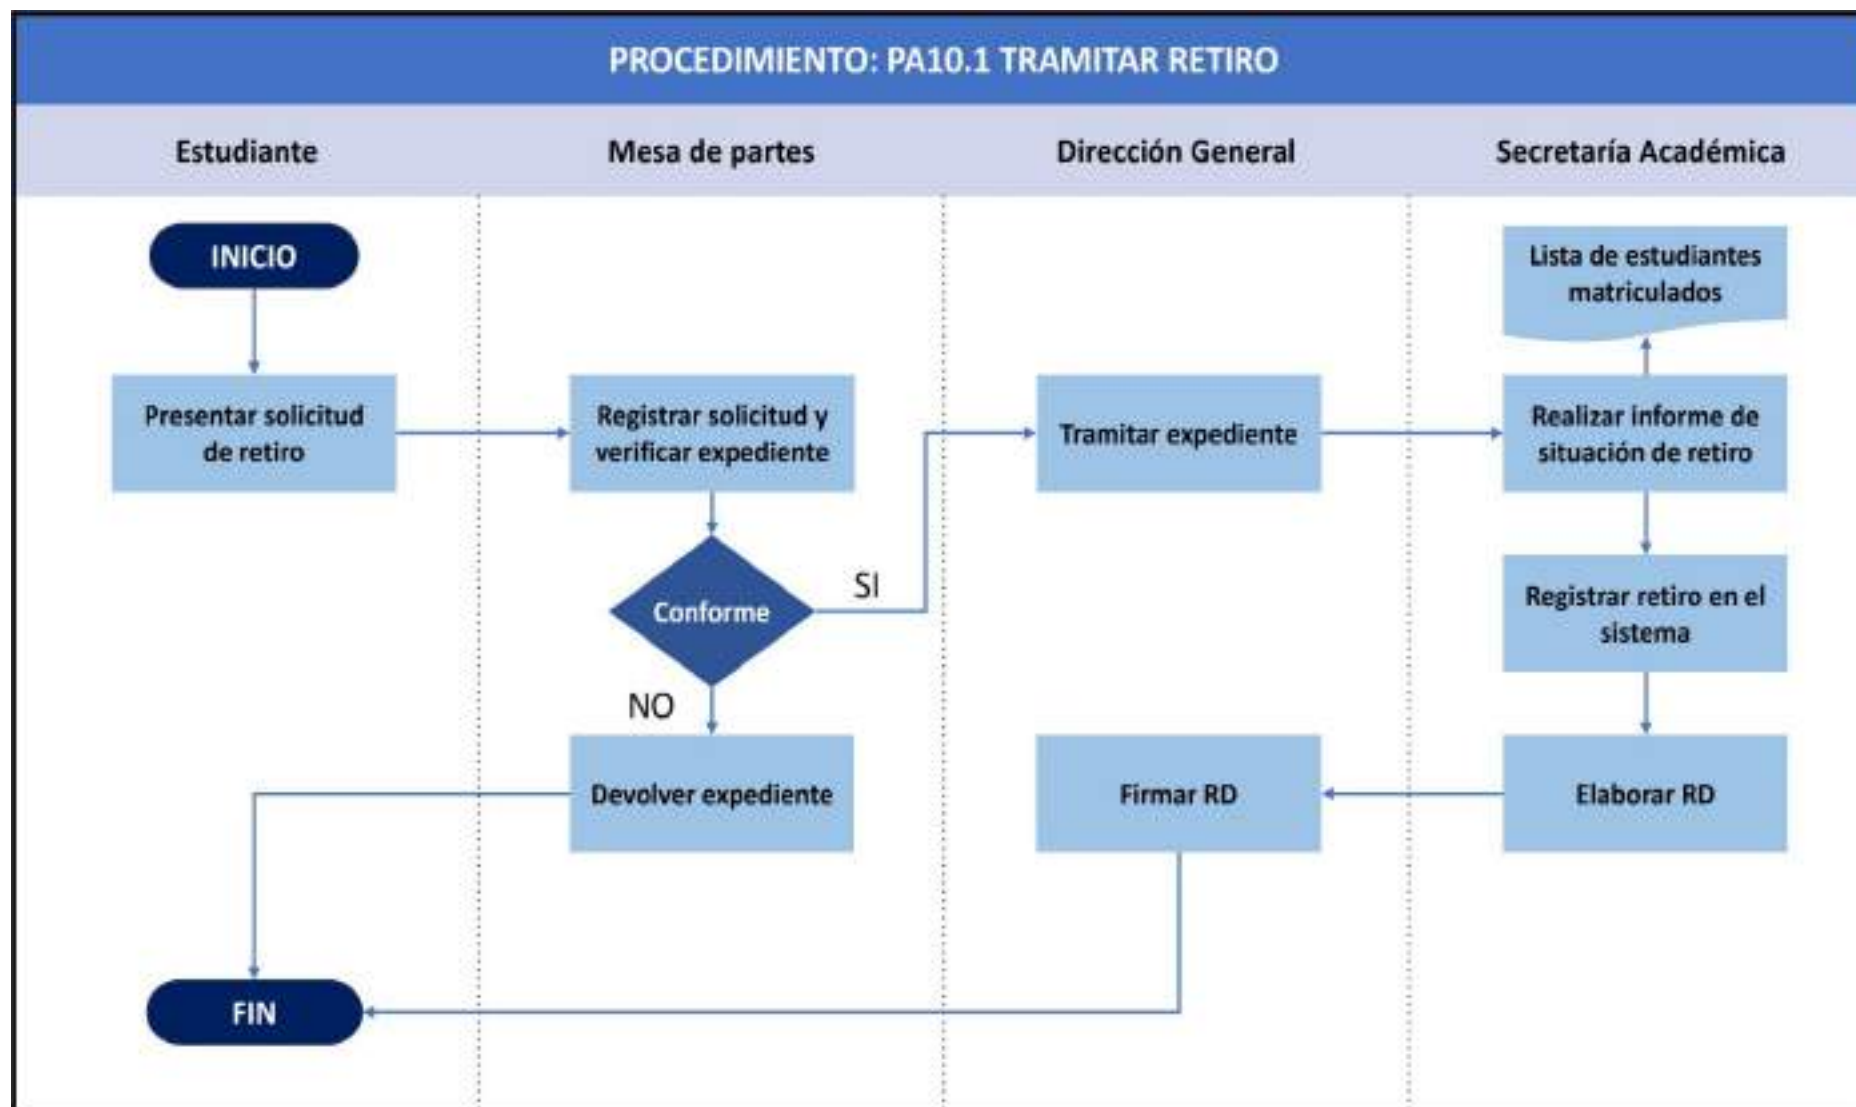 PROCEDIMIENTO: PA10.1 TRAMITAR RETIRO
Estudiante
Mesa de partes
Dirección General
Secretaría Académica
INICIO
Lista de estudiantes
matriculados
Presentar solicitud
de retiro
Registrar solicitud y
verificar expediente
Tramitar expediente
Realizar informe de
situación de retiro
SI
Conforme
Registrar retiro en el
sistema
NO
Devolver expediente
Firmar RD
Elaborar RD
FIN